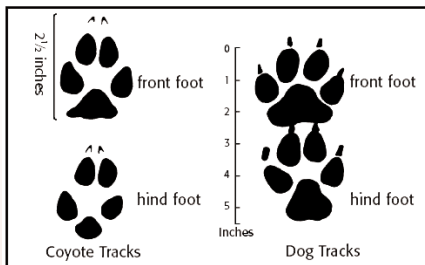 2½ inches
front foot
hind foot
Coyote Tracks
0
1
2
3
4
5
Inches
front foot
hind foot
Dog Tracks